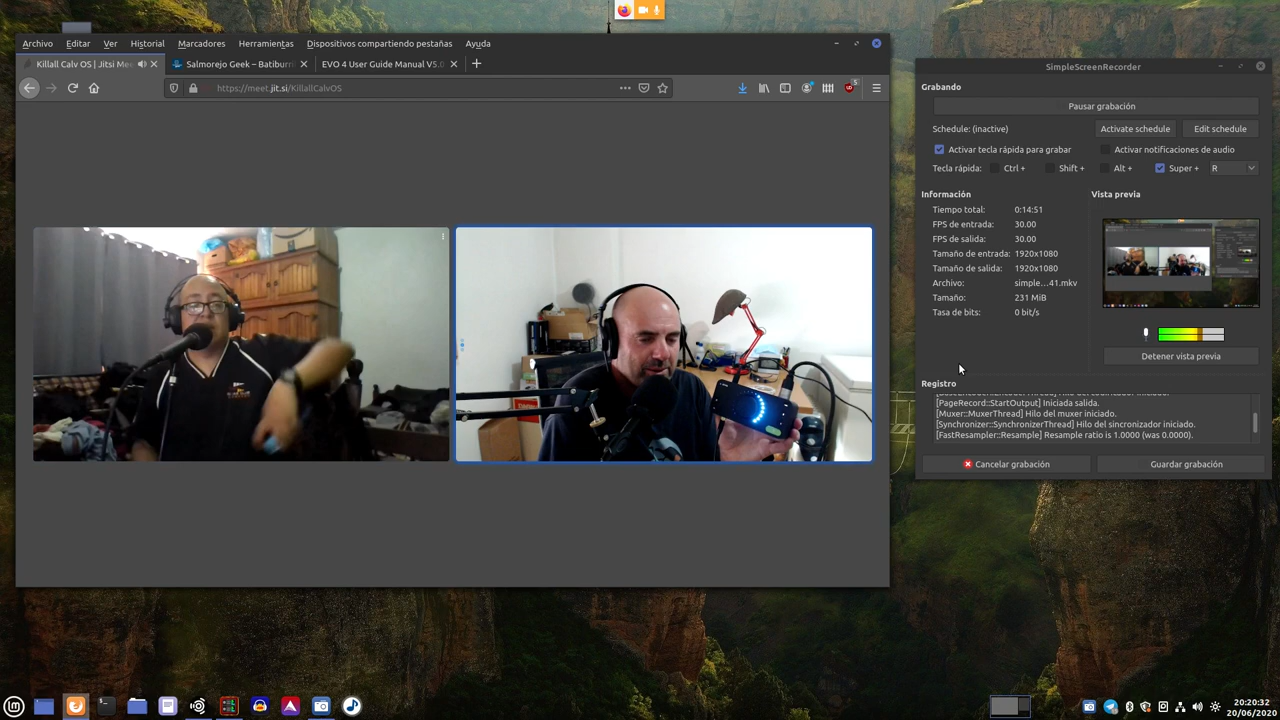 Archivo Editar Ver Historial Marcadores Herramientas Dispositivos compartiendo pestañas Ayuda
Killall Calv OS | Jitsi Mee
Salmorejo Geek – Batiburri
EVO 4 User Guide Manual V5.0
https://meet.jit.si/KillallCalvOS
5
SimpleScreenRecorder
Grabando
Pausar grabación
Schedule: (inactive)
Activate schedule
Edit schedule
Activar tecla rápida para grabar
Activar notificaciones de audio
Tecla rápida:
Ctrl +
Shift +
Alt +
Super +
R
Información
Tiempo total: 0:14:51
FPS de entrada: 30.00
FPS de salida: 30.00
Tamaño de entrada: 1920x1080
Tamaño de salida: 1920x1080
Archivo: simple...41.mkv
Tamaño: 231 MiB
Tasa de bits: 0 bit/s
Vista previa
Detener vista previa
Registro
[PageRecord::StartOutput] Iniciada salida.
[Muxer::MuxerThread] Hilo del muxer iniciado.
[Synchronizer::SynchronizerThread] Hilo del sincronizador iniciado.
[FastResampler::Resample] Resample ratio is 1.0000 (was 0.0000).
Cancelar grabación
Guardar grabación
20:20:32
20/06/2020